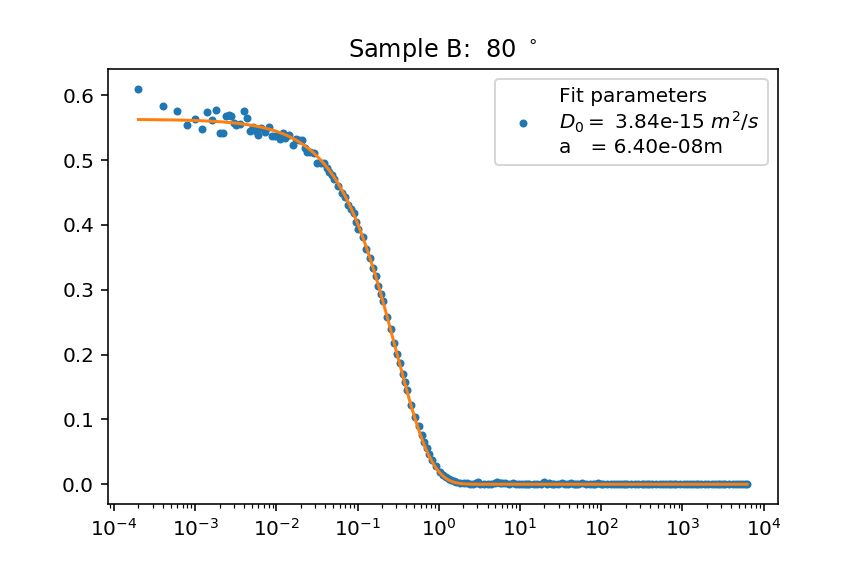 Sample B: 80 °
0.6
0.5
0.4
0.3
0.2
0.1
0.0
Fit parameters
D₀ = 3.84e-15 m²/s
a = 6.40e-08m
10⁻⁴ 10⁻³ 10⁻² 10⁻¹ 10⁰ 10¹ 10² 10³ 10⁴